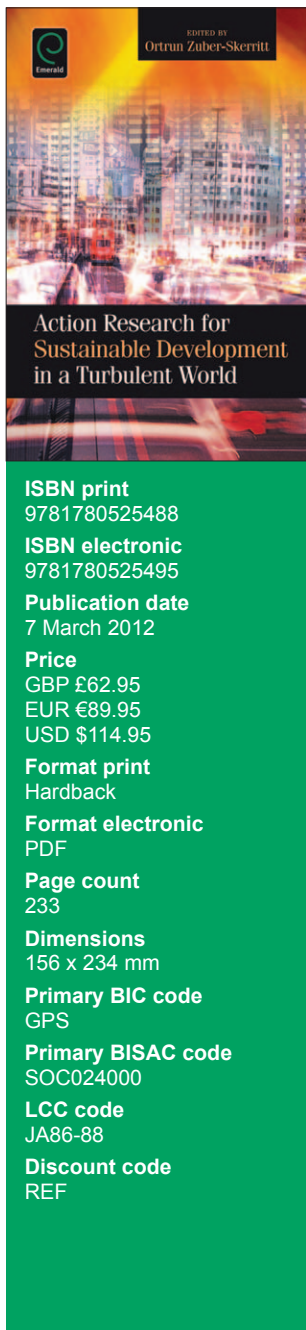 Emerald
EDITED BY
Ortrun Zuber-Skerritt
Action Research for
Sustainable Development
in a Turbulent World
ISBN print
9781780525488
ISBN electronic
9781780525495
Publication date
7 March 2012
Price
GBP £62.95
EUR €89.95
USD $114.95
Format print
Hardback
Format electronic
PDF
Page count
233
Dimensions
156 x 234 mm
Primary BIC code
GPS
Primary BISAC code
SOC024000
LCC code
JA86-88
Discount code
REF